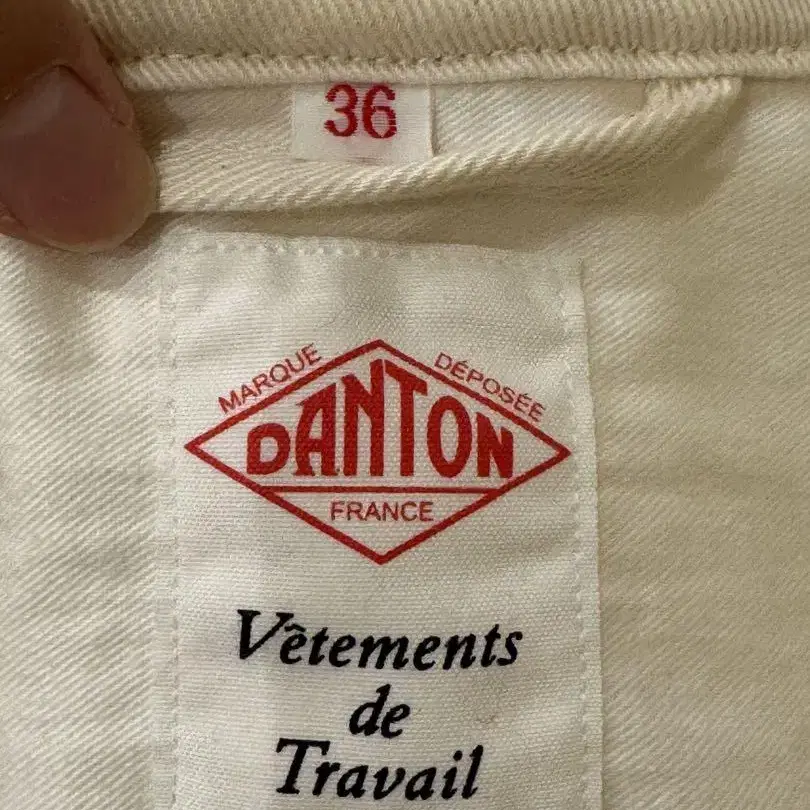 36
MARQUE DÉPOSÉE
DANTON
FRANCE
Vêtements
de
Travail